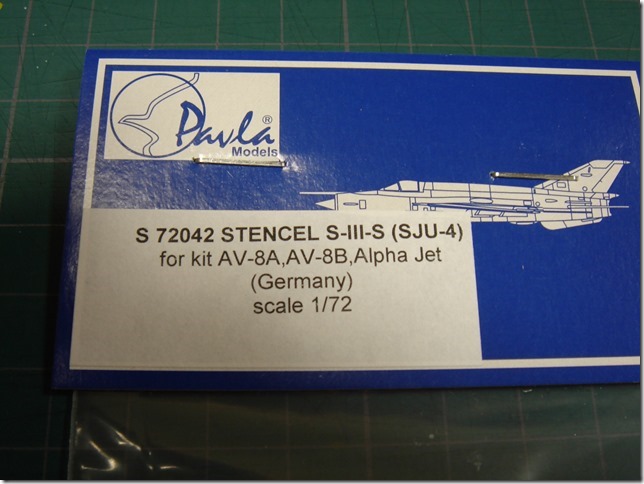 Pavla®
Models
S 72042 STENCEL S-III-S (SJU-4)
for kit AV-8A,AV-8B,Alpha Jet
(Germany)
scale 1/72